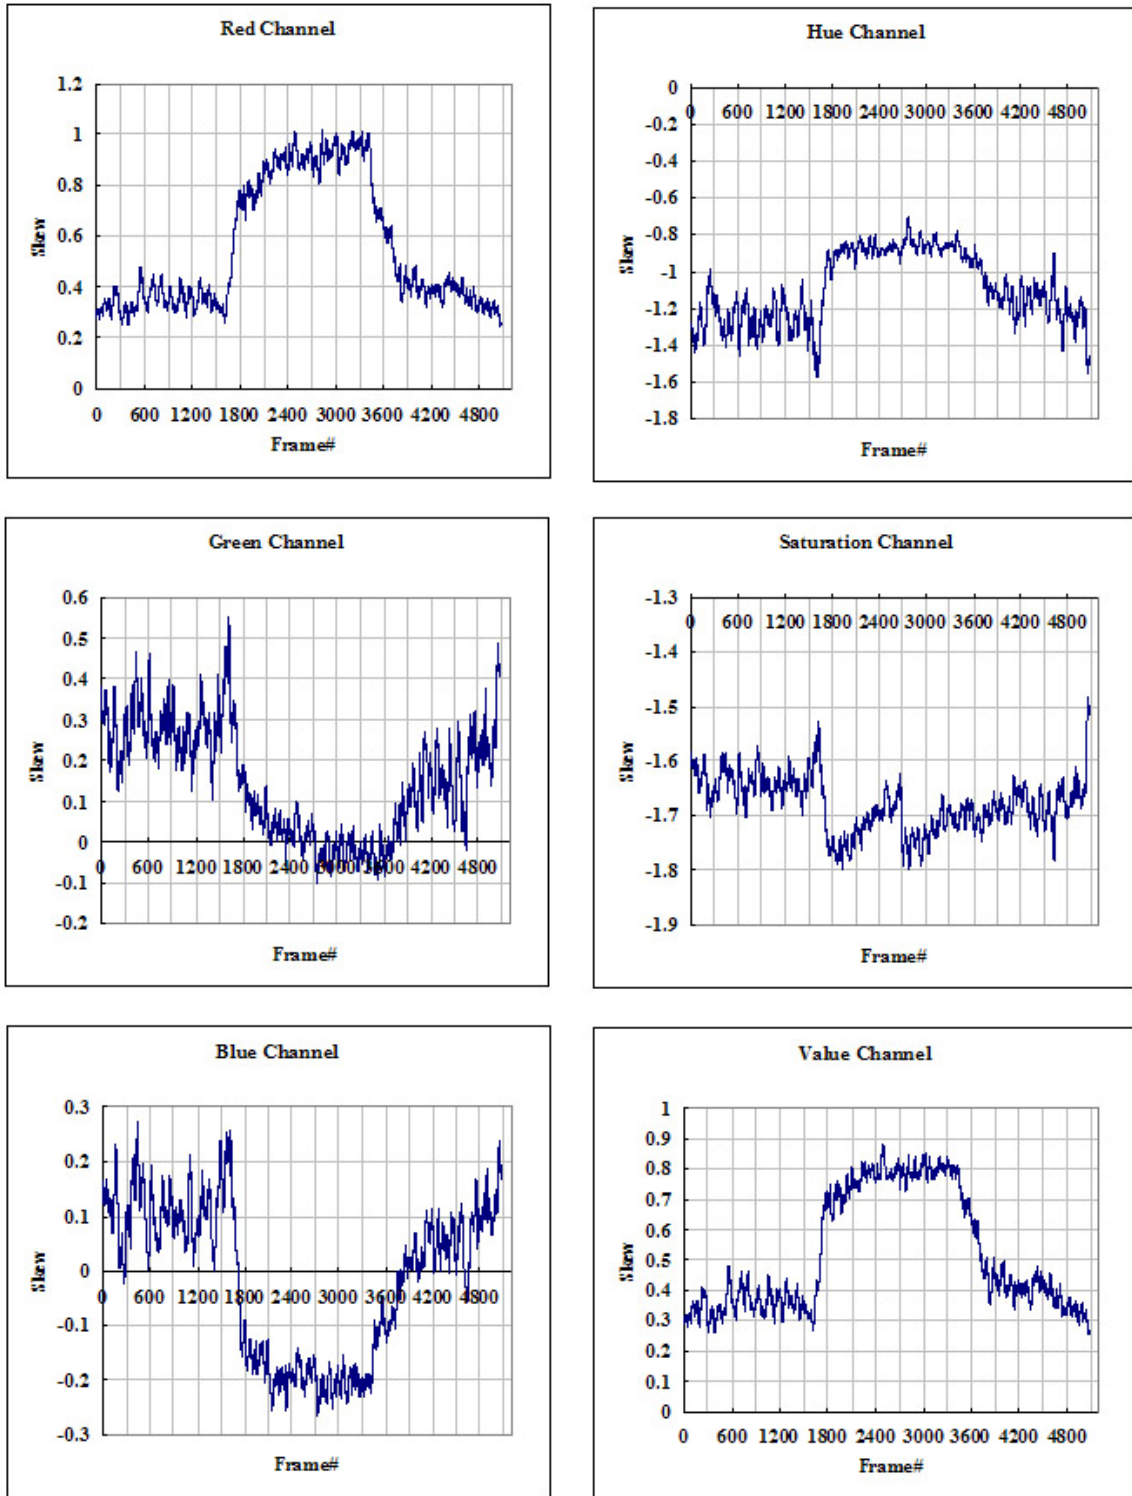 Red Channel
1.2
1
0.8
0.6
0.4
0.2
0
Skew
0 600 1200 1800 2400 3000 3600 4200 4800
Frame#
Hue Channel
0
-0.2
-0.4
-0.6
-0.8
-1
-1.2
-1.4
-1.6
-1.8
Skew
0 600 1200 1800 2400 3000 3600 4200 4800
Frame#
Green Channel
0.6
0.5
0.4
0.3
0.2
0.1
0
-0.1
-0.2
Skew
0 600 1200 1800 2400 3000 3600 4200 4800
Frame#
Saturation Channel
-1.3
-1.4
-1.5
-1.6
-1.7
-1.8
-1.9
Skew
0 600 1200 1800 2400 3000 3600 4200 4800
Frame#
Blue Channel
0.3
0.2
0.1
0
-0.1
-0.2
-0.3
Skew
0 600 1200 1800 2400 3000 3600 4200 4800
Frame#
Value Channel
1
0.9
0.8
0.7
0.6
0.5
0.4
0.3
0.2
0.1
0
Skew
0 600 1200 1800 2400 3000 3600 4200 4800
Frame#